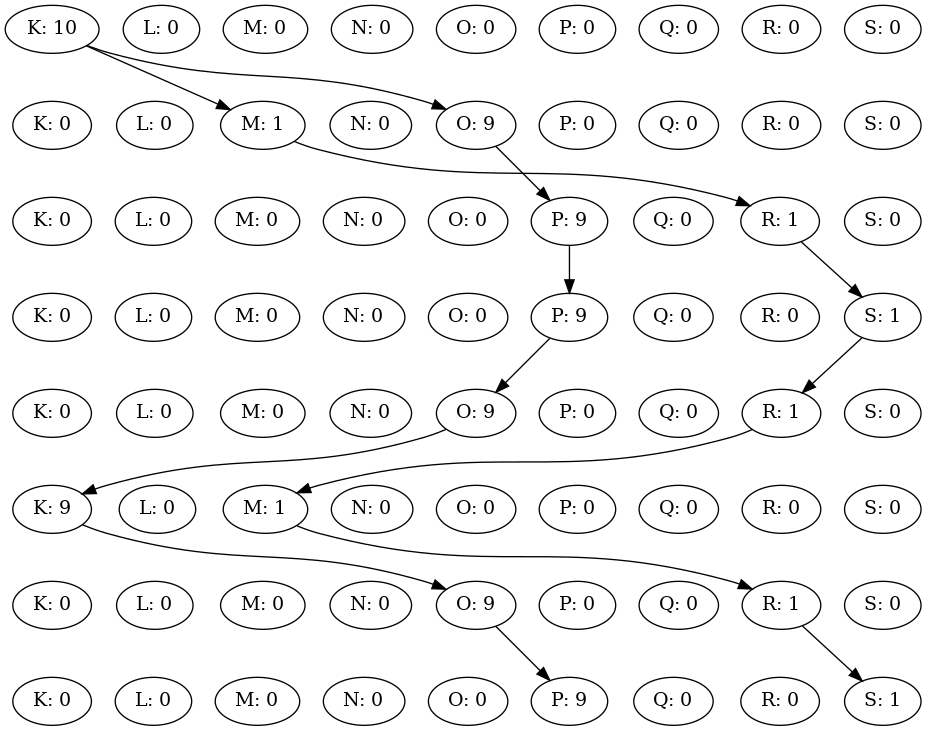 K: 10 L: 0 M: 0 N: 0 O: 0 P: 0 Q: 0 R: 0 S: 0
K: 0 L: 0 M: 1 N: 0 O: 9 P: 0 Q: 0 R: 0 S: 0
K: 0 L: 0 M: 0 N: 0 O: 0 P: 9 Q: 0 R: 1 S: 0
K: 0 L: 0 M: 0 N: 0 O: 0 P: 9 Q: 0 R: 0 S: 1
K: 0 L: 0 M: 0 N: 0 O: 9 P: 0 Q: 0 R: 1 S: 0
K: 9 L: 0 M: 1 N: 0 O: 0 P: 0 Q: 0 R: 0 S: 0
K: 0 L: 0 M: 0 N: 0 O: 9 P: 0 Q: 0 R: 1 S: 0
K: 0 L: 0 M: 0 N: 0 O: 0 P: 9 Q: 0 R: 0 S: 1